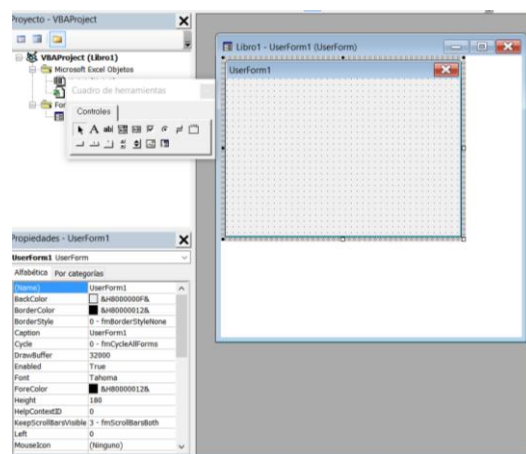 Proyecto - VBAProject
VBAProject (Libro1)
Microsoft Excel Objetos
Cuadro de herramientas
Controles
Libro1 - UserForm1 (UserForm)
UserForm1
Propiedades - UserForm1
UserForm1 UserForm
Alfabética Por categorías
(Name) UserForm1
BackColor &H8000000F&
BorderColor &H80000012&
BorderStyle 0 - fmBorderStyleNone
Caption UserForm1
Cycle 0 - fmCycleAllForms
DrawBuffer 32000
Enabled True
Font Tahoma
ForeColor &H80000012&
Height 180
HelpContextID 0
KeepScrollBarsVisible 3 - fmScrollBarsBoth
Left 0
MouseIcon (Ninguno)